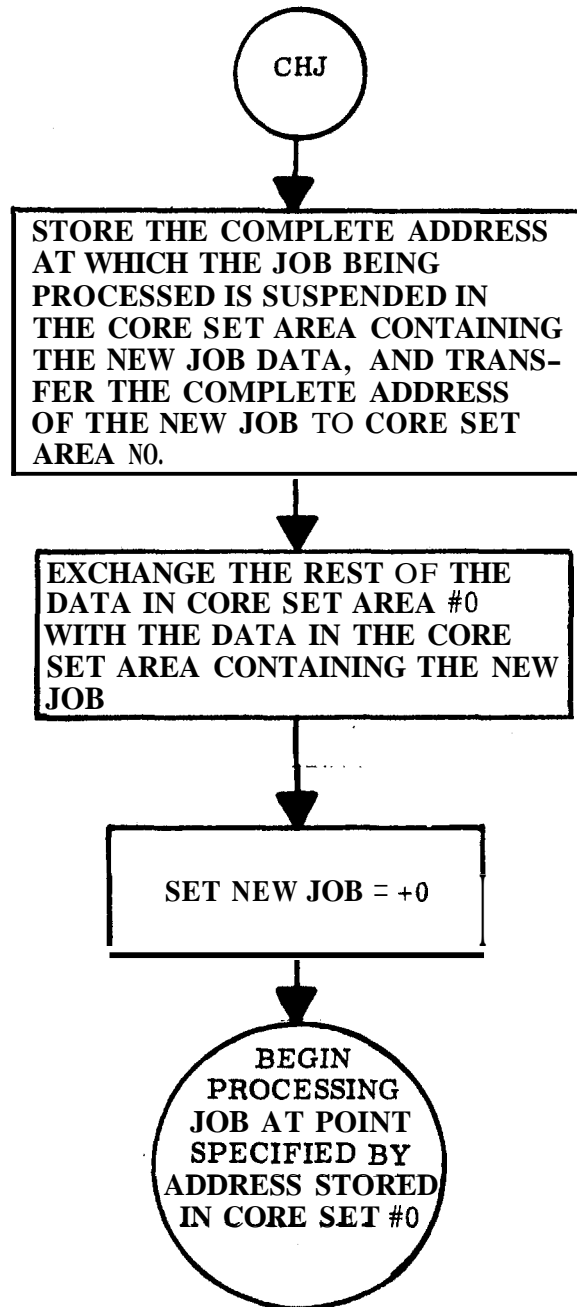 CHJ
STORE THE COMPLETE ADDRESS
AT WHICH THE JOB BEING
PROCESSED IS SUSPENDED IN
THE CORE SET AREA CONTAINING
THE NEW JOB DATA, AND TRANS-
FER THE COMPLETE ADDRESS
OF THE NEW JOB TO CORE SET
AREA NO.
EXCHANGE THE REST OF THE
DATA IN CORE SET AREA #0
WITH THE DATA IN THE CORE
SET AREA CONTAINING THE NEW
JOB
SET NEW JOB = +0
BEGIN
PROCESSING
JOB AT POINT
SPECIFIED BY
ADDRESS STORED
IN CORE SET #0